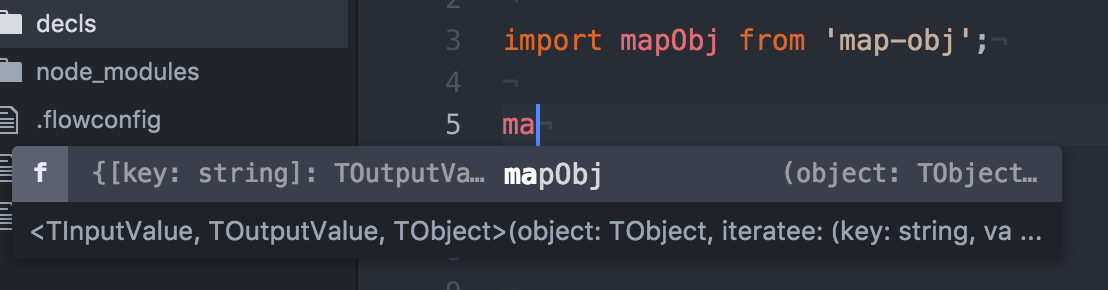 decls
node_modules
.flowconfig
2 ¬
3 import mapObj from 'map-obj';¬
4 ¬
5 ma¬
f {[key: string]: TOutputVa… mapObj (object: TObject…
<TInputValue, TOutputValue, TObject>(object: TObject, iteratee: (key: string, va ...